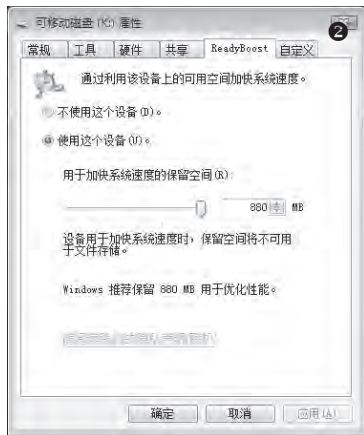 可移动磁盘 (K:) 属性
❷
常规 工具 硬件 共享 ReadyBoost 自定义
通过利用该设备上的可用空间加快系统速度。
不使用这个设备(D)。
使用这个设备(U)。
用于加快系统速度的保留空间(R)
880 MB
设备用于加快系统速度时，保留空间将不可用
于文件存储。
Windows 推荐保留 880 MB 用于优化性能。
确定 取消 应用(A)